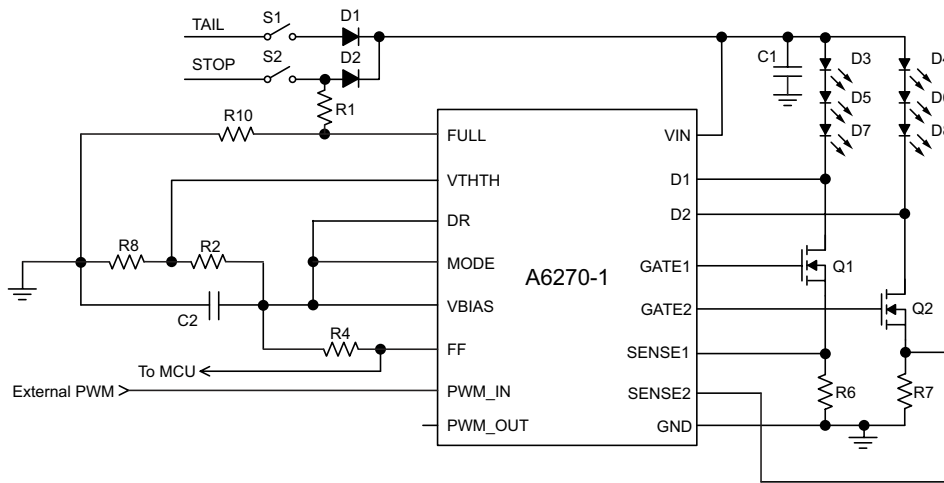 TAIL
S1
D1
STOP
S2
D2
R1
R10
C1
D3
D5
D7
FULL
VTHTH
DR
MODE
VBIAS
FF
PWM_IN
PWM_OUT
A6270-1
VIN
D1
D2
GATE1
GATE2
SENSE1
SENSE2
GND
R8
R2
C2
R4
To MCU
External PWM
Q1
Q2
R6
R7